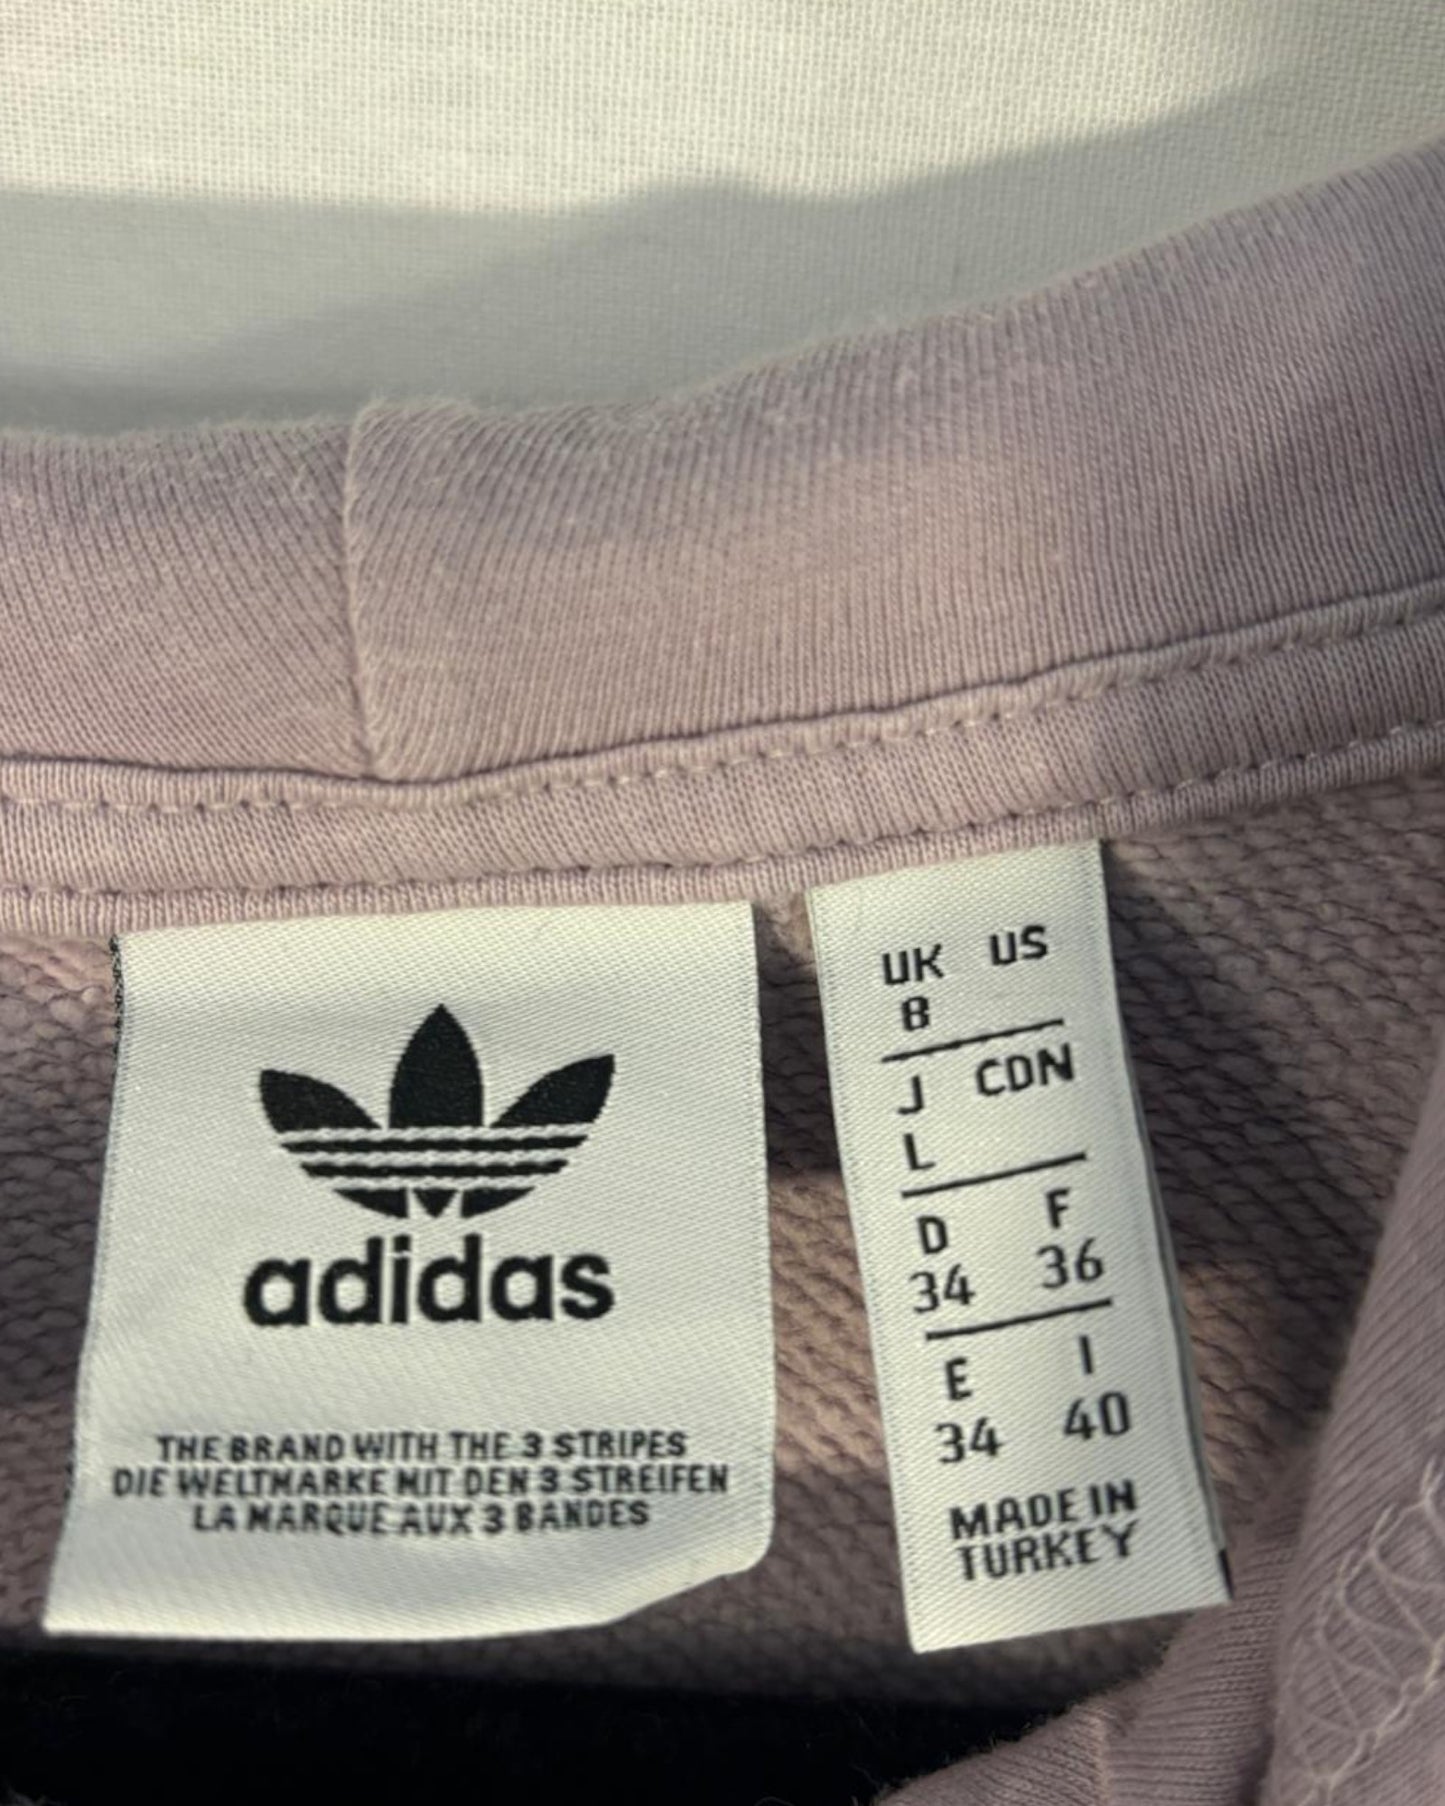 adidas
THE BRAND WITH THE 3 STRIPES
DIE WELTMARKE MIT DEN 3 STREIFEN
LA MARQUE AUX 3 BANDES
UK US
8
J CDN
L
D F
34 36
E I
34 40
MADE IN
TURKEY